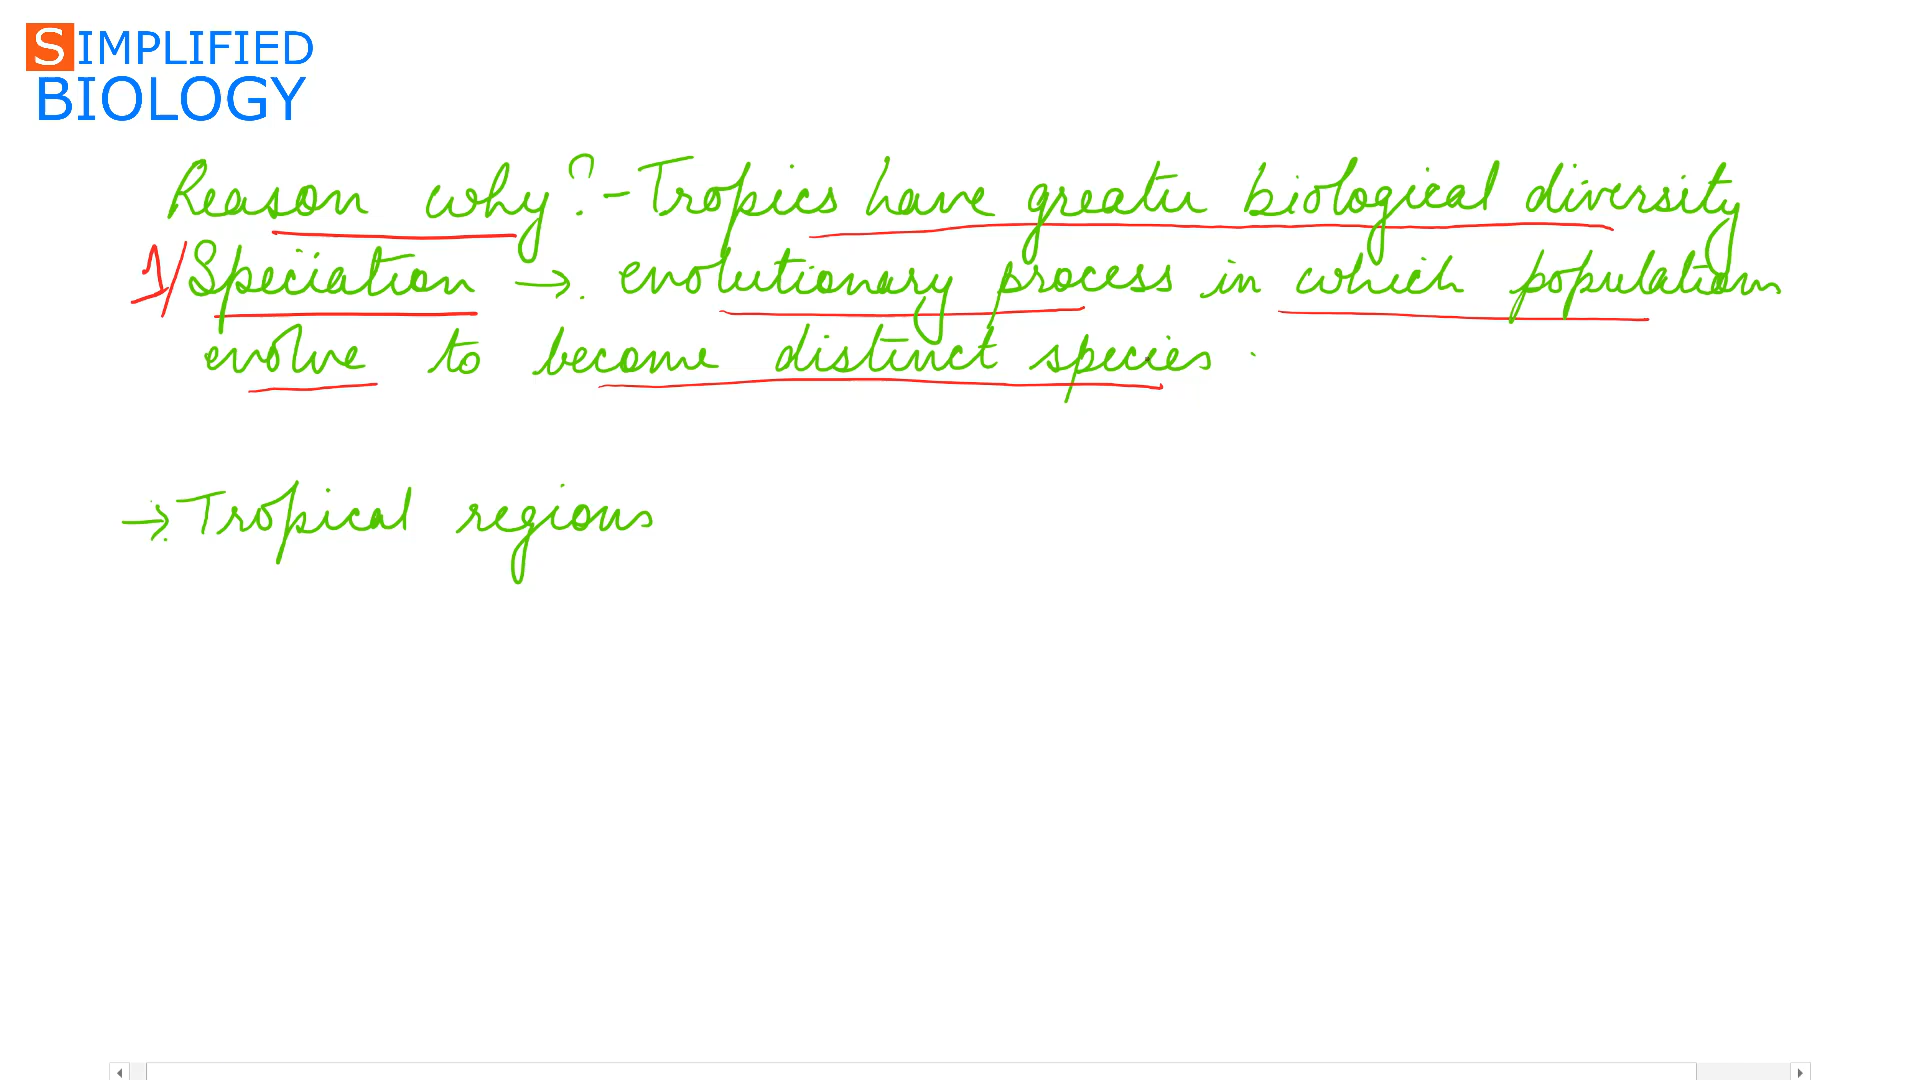 SIMPLIFIED
BIOLOGY
Reason why? - Tropics have greater biological diversity
1/ Speciation → evolutionary process in which populations
evolve to become distinct species.
→ Tropical regions